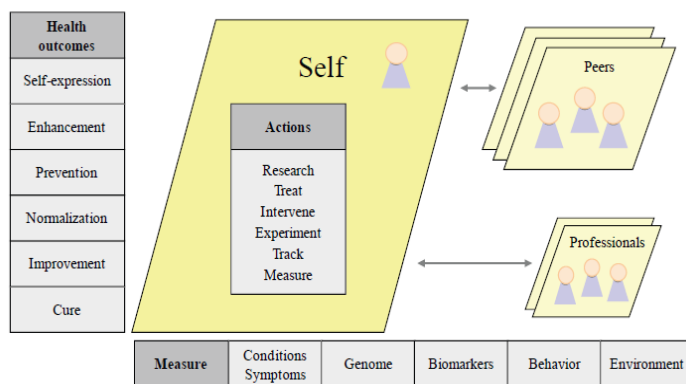 Health
outcomes
Self-expression
Enhancement
Prevention
Normalization
Improvement
Cure
Self
Actions
Research
Treat
Intervene
Experiment
Track
Measure
Peers
Professionals
Measure
Conditions
Symptoms
Genome
Biomarkers
Behavior
Environment